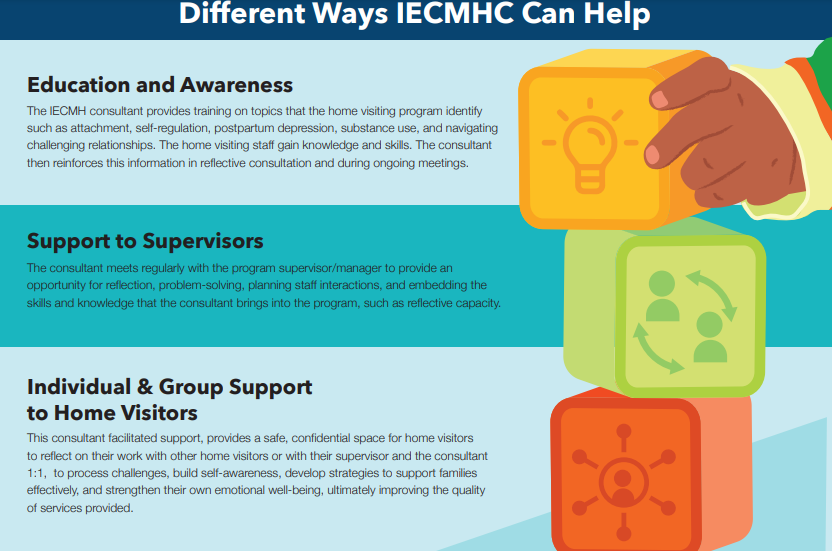 Different Ways IECMHC Can Help
Education and Awareness
The IECMH consultant provides training on topics that the home visiting program identify
such as attachment, self-regulation, postpartum depression, substance use, and navigating
challenging relationships. The home visiting staff gain knowledge and skills. The consultant
then reinforces this information in reflective consultation and during ongoing meetings.
Support to Supervisors
The consultant meets regularly with the program supervisor/manager to provide an
opportunity for reflection, problem-solving, planning staff interactions, and embedding the
skills and knowledge that the consultant brings into the program, such as reflective capacity.
Individual & Group Support
to Home Visitors
This consultant facilitated support, provides a safe, confidential space for home visitors
to reflect on their work with other home visitors or with their supervisor and the consultant
1:1, to process challenges, build self-awareness, develop strategies to support families
effectively, and strengthen their own emotional well-being, ultimately improving the quality
of services provided.